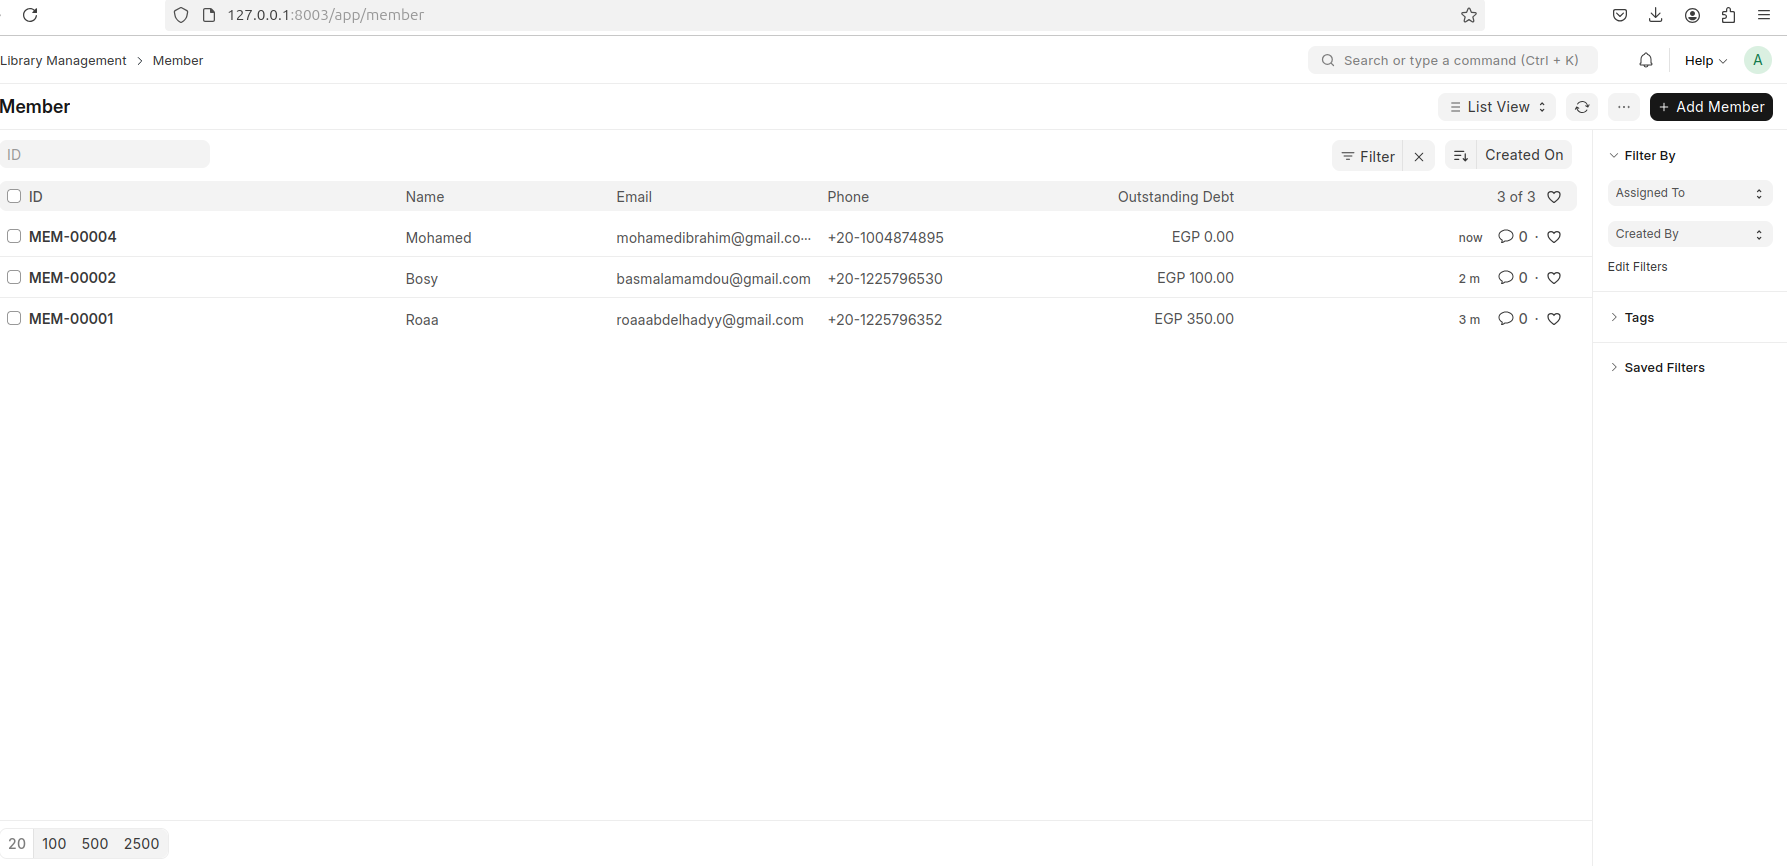 127.0.0.1:8003/app/member
Library Management > Member
Search or type a command (Ctrl + K)
Help
A
Member
List View
···
+ Add Member
ID
Filter
Created On
Filter By
ID Name Email Phone Outstanding Debt 3 of 3
Assigned To
MEM-00004 Mohamed mohamedibrahim@gmail.co··· +20-1004874895 EGP 0.00 now 0 ·
Created By
Edit Filters
MEM-00002 Bosy basmalamamdou@gmail.com +20-1225796530 EGP 100.00 2 m 0 ·
MEM-00001 Roaa roaaabdelhadyy@gmail.com +20-1225796352 EGP 350.00 3 m 0 ·
Tags
Saved Filters
20 100 500 2500